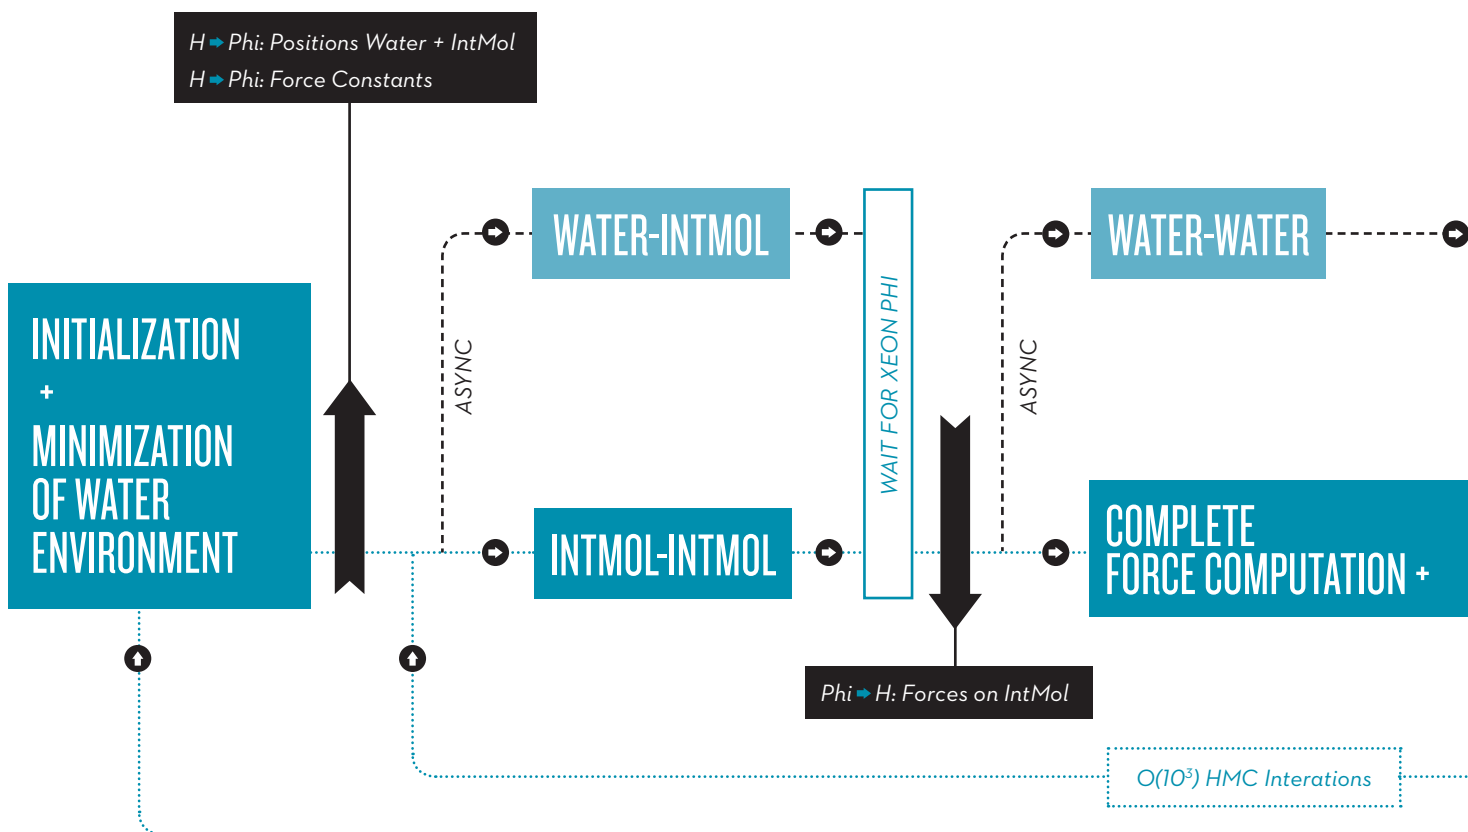 H ➨ Phi: Positions Water + IntMol
H ➨ Phi: Force Constants
WATER-INTMOL
WATER-WATER
INITIALIZATION
+
MINIMIZATION
OF WATER
ENVIRONMENT
ASYNC
WAIT FOR XEON PHI
ASYNC
INTMOL-INTMOL
COMPLETE
FORCE COMPUTATION +
Phi ➨ H: Forces on IntMol
O(10³) HMC Interations